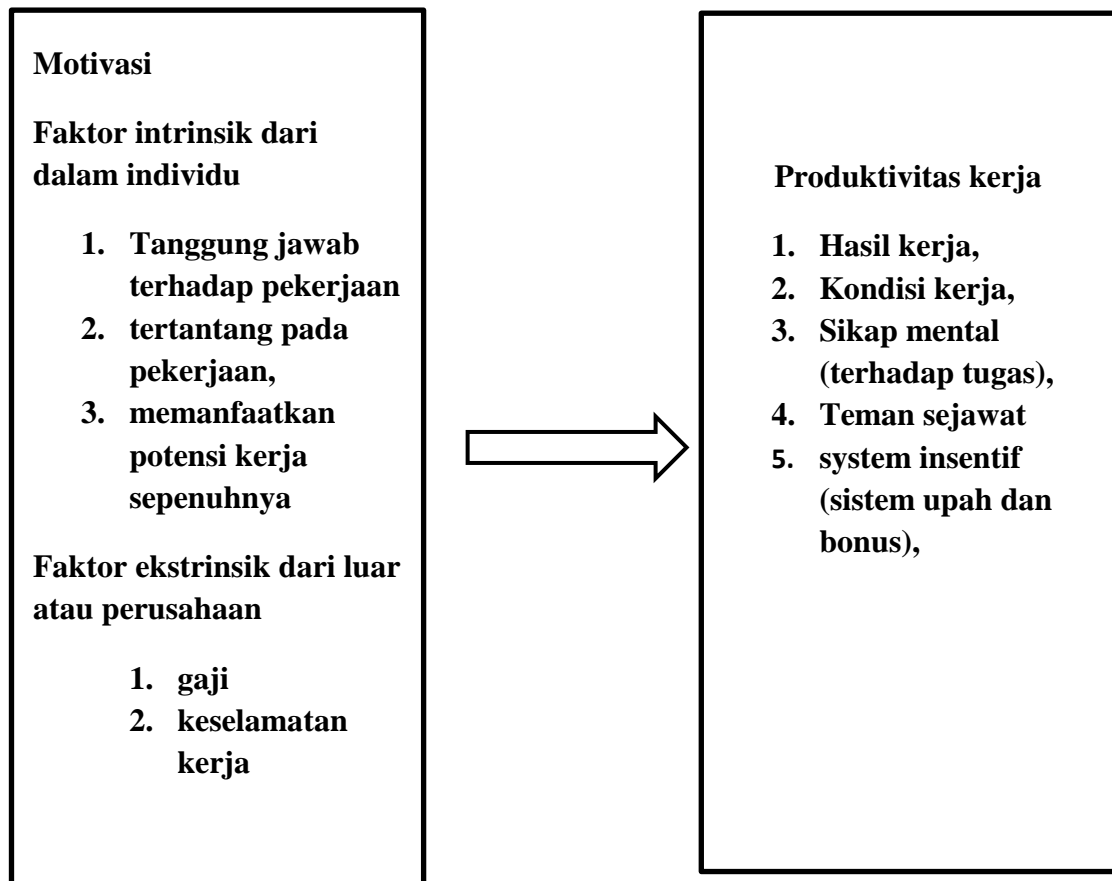 Motivasi
Faktor intrinsik dari
dalam individu
1. Tanggung jawab
terhadap pekerjaan
2. tertantang pada
pekerjaan,
3. memanfaatkan
potensi kerja
sepenuhnya
Faktor ekstrinsik dari luar
atau perusahaan
1. gaji
2. keselamatan
kerja
Produktivitas kerja
1. Hasil kerja,
2. Kondisi kerja,
3. Sikap mental
(terhadap tugas),
4. Teman sejawat
5. system insentif
(sistem upah dan
bonus),